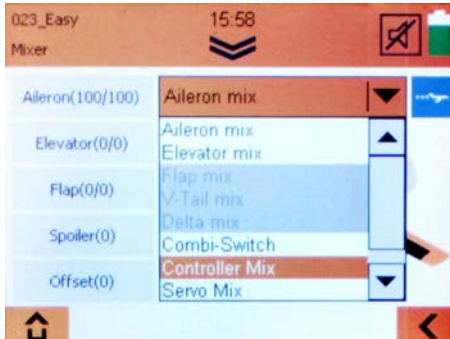 023_Easy
15:58
Mixer
Aileron(100/100)
Aileron mix
Aileron mix
Elevator(0/0)
Elevator mix
Flap mix
Flap(0/0)
V-Tail mix
Delta mix
Spoiler(0)
Combi-Switch
Controller Mix
Offset(0)
Servo Mix